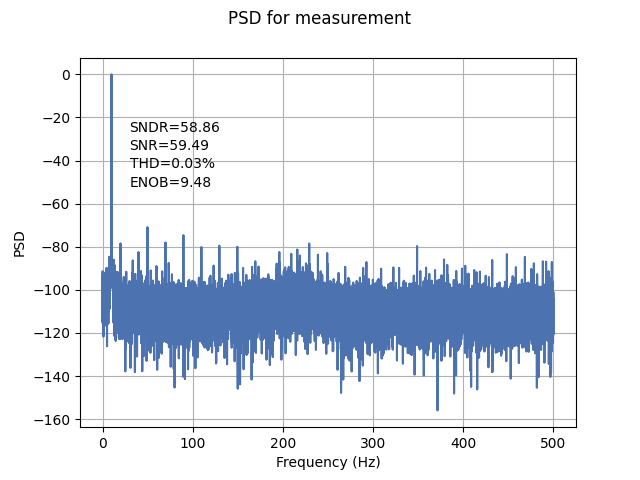 PSD for measurement
0
−20
−40
−60
−80
−100
−120
−140
−160
PSD
SNDR=58.86
SNR=59.49
THD=0.03%
ENOB=9.48
0 100 200 300 400 500
Frequency (Hz)